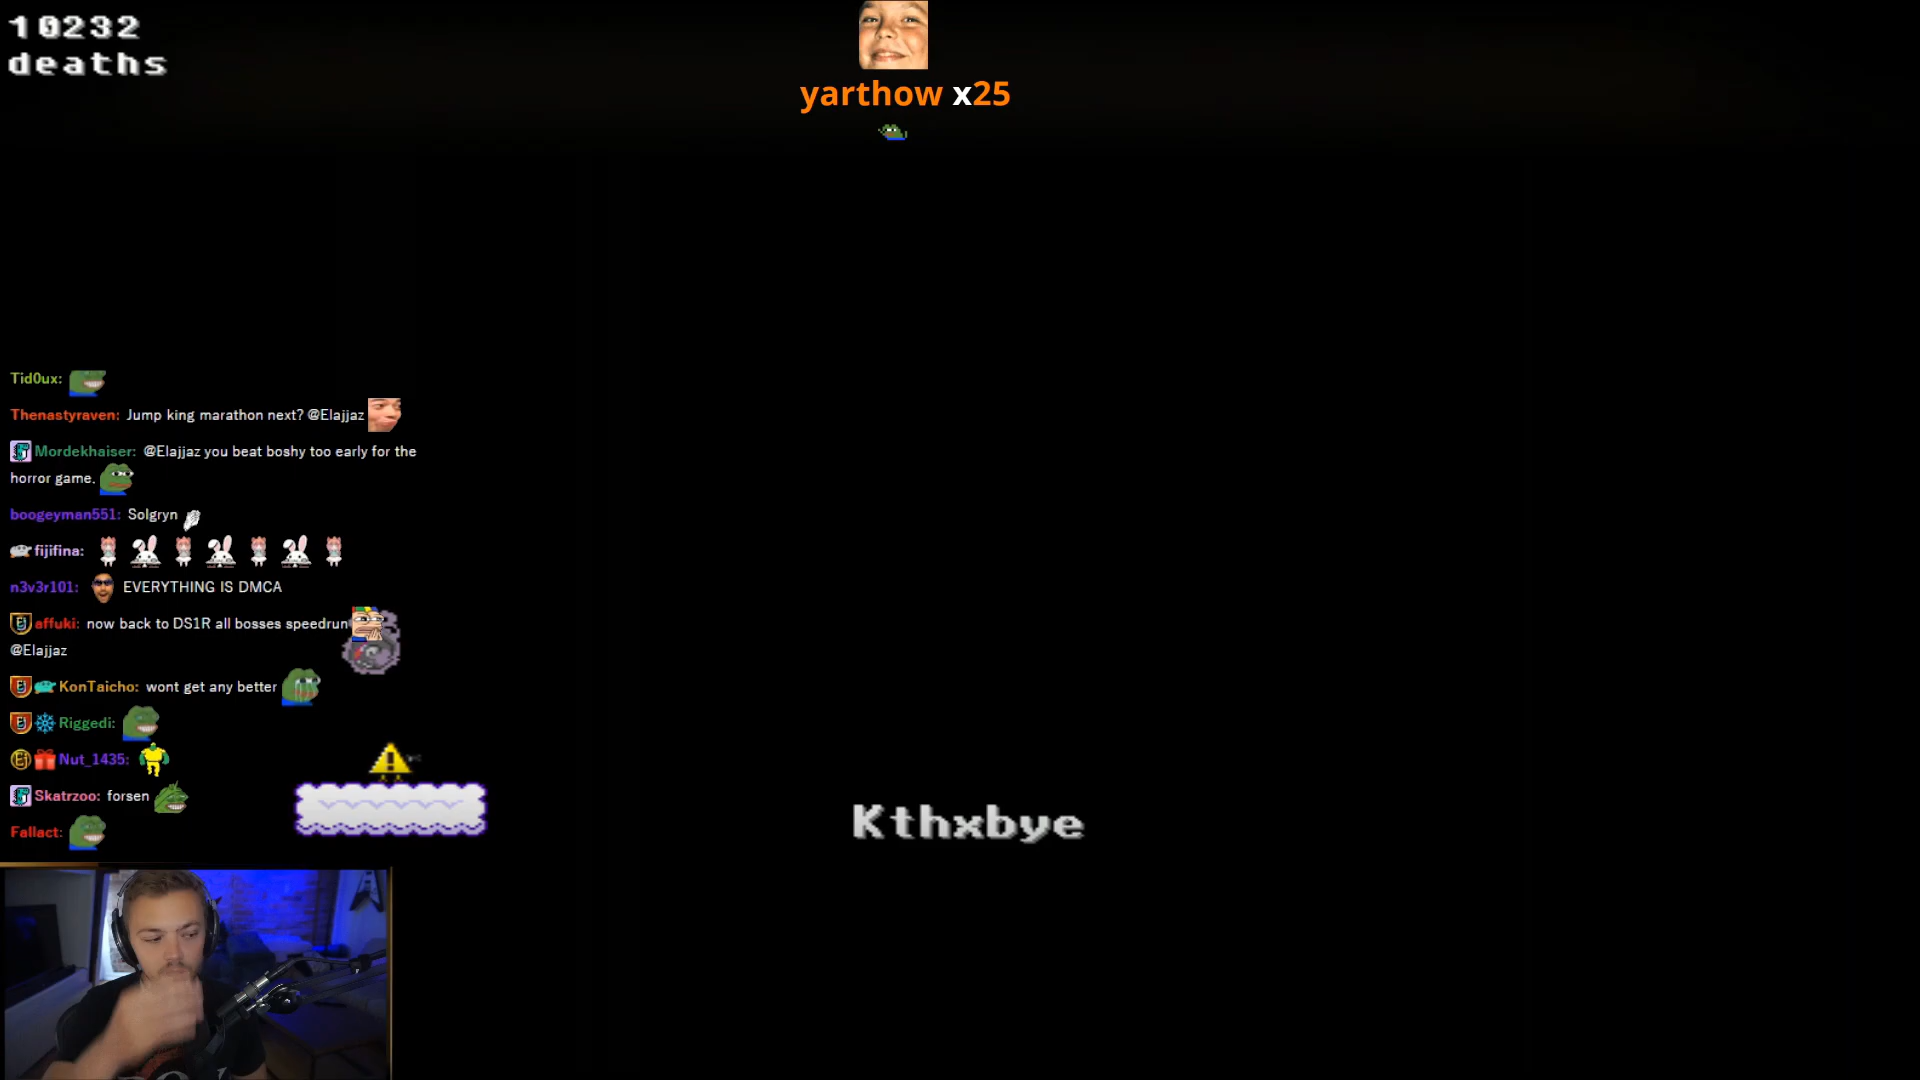 10232
deaths
yarthow x25
Tid0ux:
Thenastyraven: Jump king marathon next? @Elajjaz
Mordekhaiser: @Elajjaz you beat boshy too early for the
horror game.
boogeyman551: Solgryn
fijifina:
n3v3r101: EVERYTHING IS DMCA
affuki: now back to DS1R all bosses speedrun
@Elajjaz
KonTaicho: wont get any better
Riggedi:
Nut_1435:
Skatrzoo: forsen
Fallact:
Kthxbye